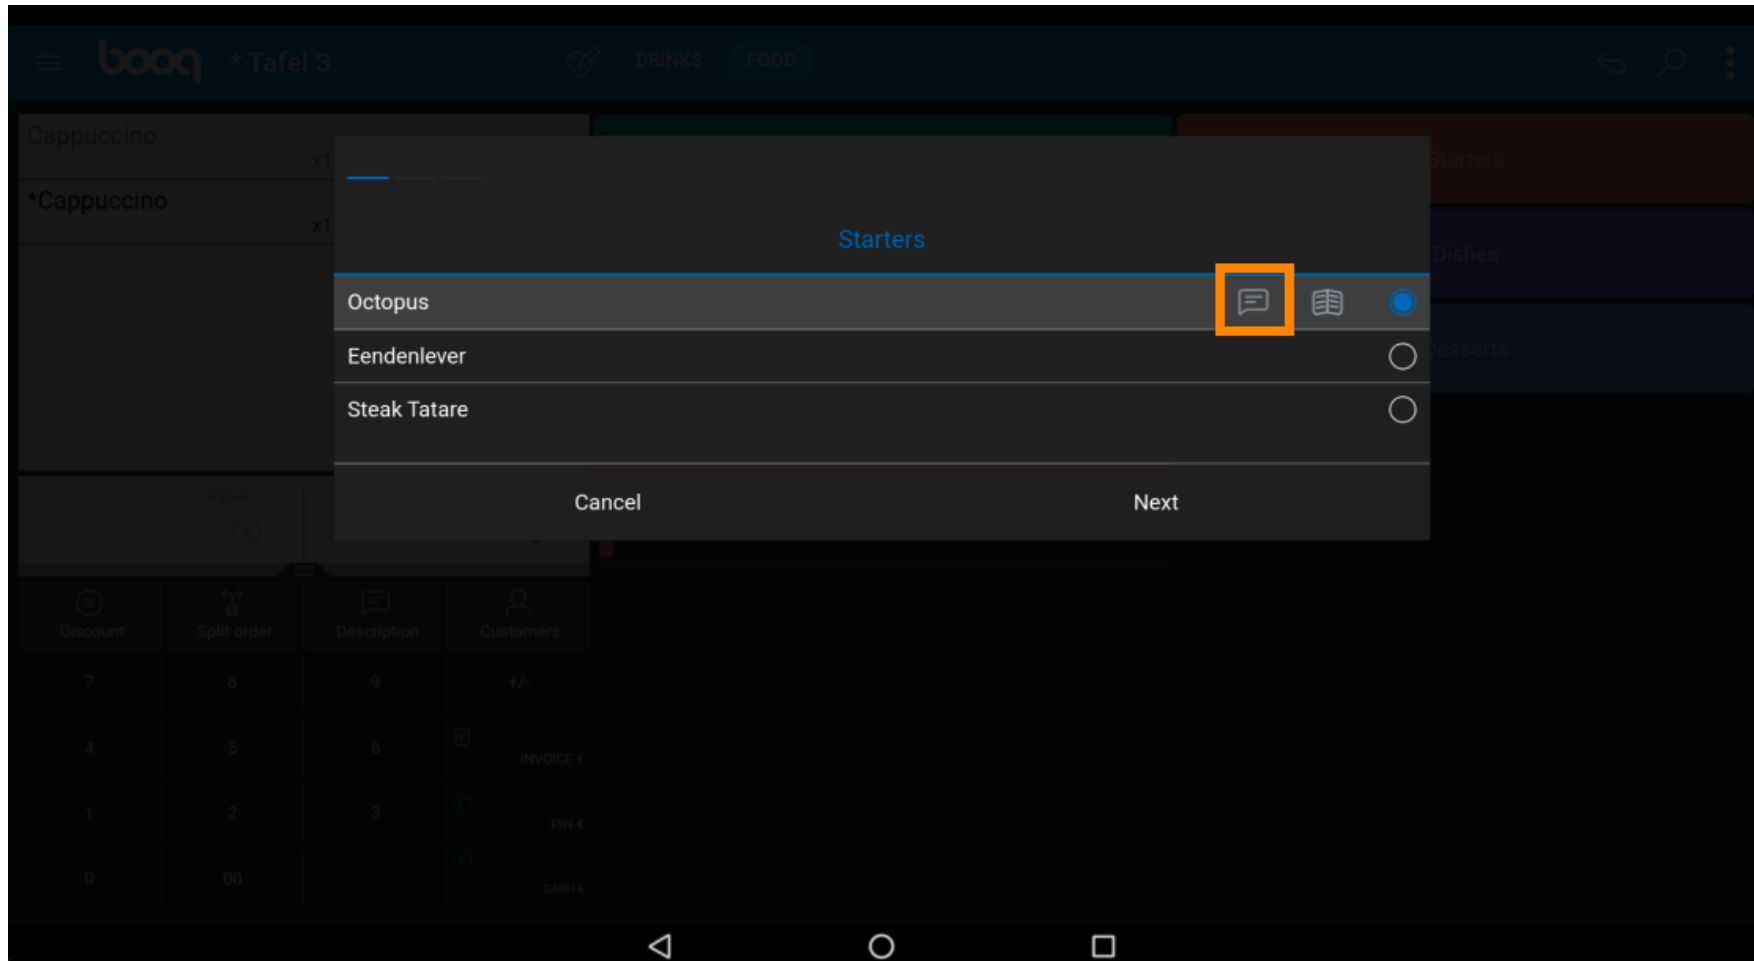 booq * Tafel 3 DRINKS FOOD
Cappuccino
x1
*Cappuccino
x1
Starters
Dishes
Desserts
Starters
Octopus
Eendenlever
Steak Tatare
Cancel Next
Input
Discount Split order Description Customers
7 8 9 +/-
4 5 6 INVOICE €
1 2 3 PIN €
0 00 . CASH €